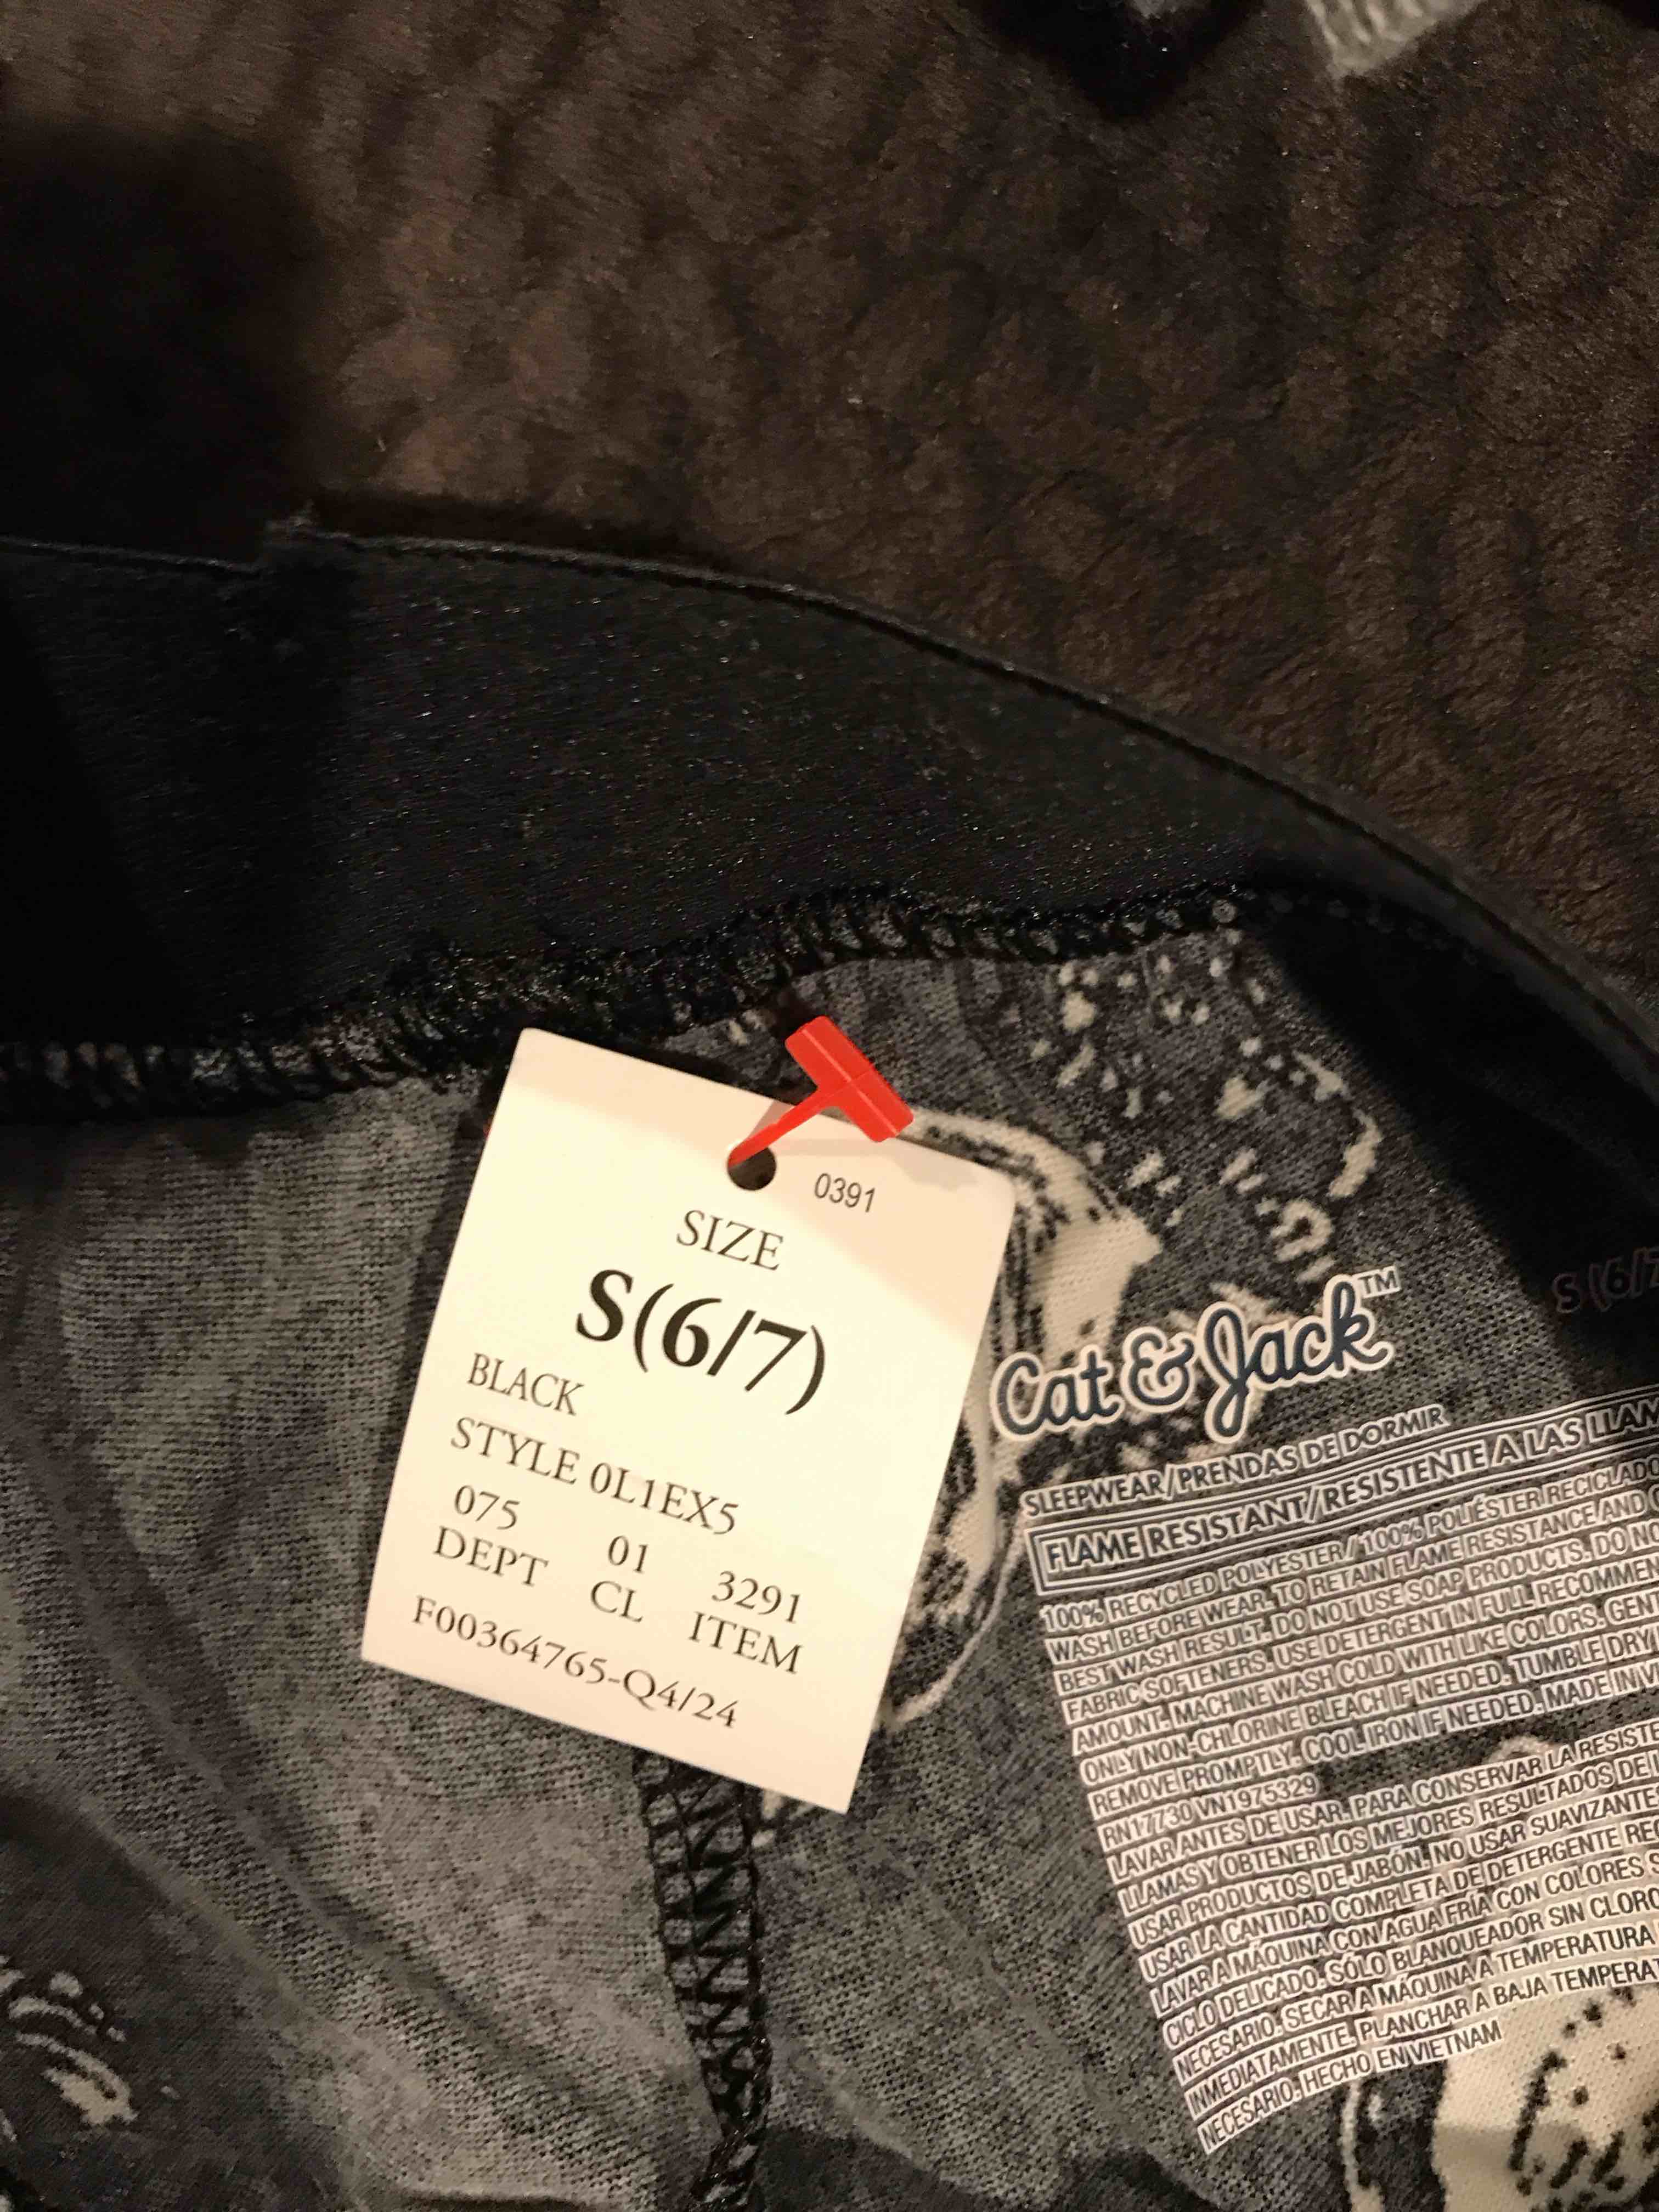 0391
SIZE
S(6/7)
BLACK
STYLE 0L1EX5
075 01 3291
DEPT CL ITEM
F00364765-Q4/24
S (6/7
Cat & Jack™
SLEEPWEAR/PRENDAS DE DORMIR
FLAME RESISTANT/RESISTENTE A LAS LLAM
100% RECYCLED POLYESTER / 100% POLIÉSTER RECICLADO
WASH BEFORE WEAR. TO RETAIN FLAME RESISTANCE AND
BEST WASH RESULT. DO NOT USE SOAP PRODUCTS. DO NO
FABRIC SOFTENERS. USE DETERGENT IN FULL RECOMMEN
AMOUNT. MACHINE WASH COLD WITH LIKE COLORS. GENT
ONLY NON-CHLORINE BLEACH IF NEEDED. TUMBLE DRY
REMOVE PROMPTLY. COOL IRON IF NEEDED. MADE IN VI
RN17730 VN1975329
LAVAR ANTES DE USAR. PARA CONSERVAR LA RESISTE
LLAMAS Y OBTENER LOS MEJORES RESULTADOS DE
USAR PRODUCTOS DE JABÓN. NO USAR SUAVIZANTE
USAR LA CANTIDAD COMPLETA DE DETERGENTE REC
LAVAR A MÁQUINA CON AGUA FRÍA CON COLORES S
CICLO DELICADO. SÓLO BLANQUEADOR SIN CLORO
NECESARIO. SECAR A MÁQUINA A TEMPERATURA
INMEDIATAMENTE. PLANCHAR A BAJA TEMPERAT
NECESARIO. HECHO EN VIETNAM